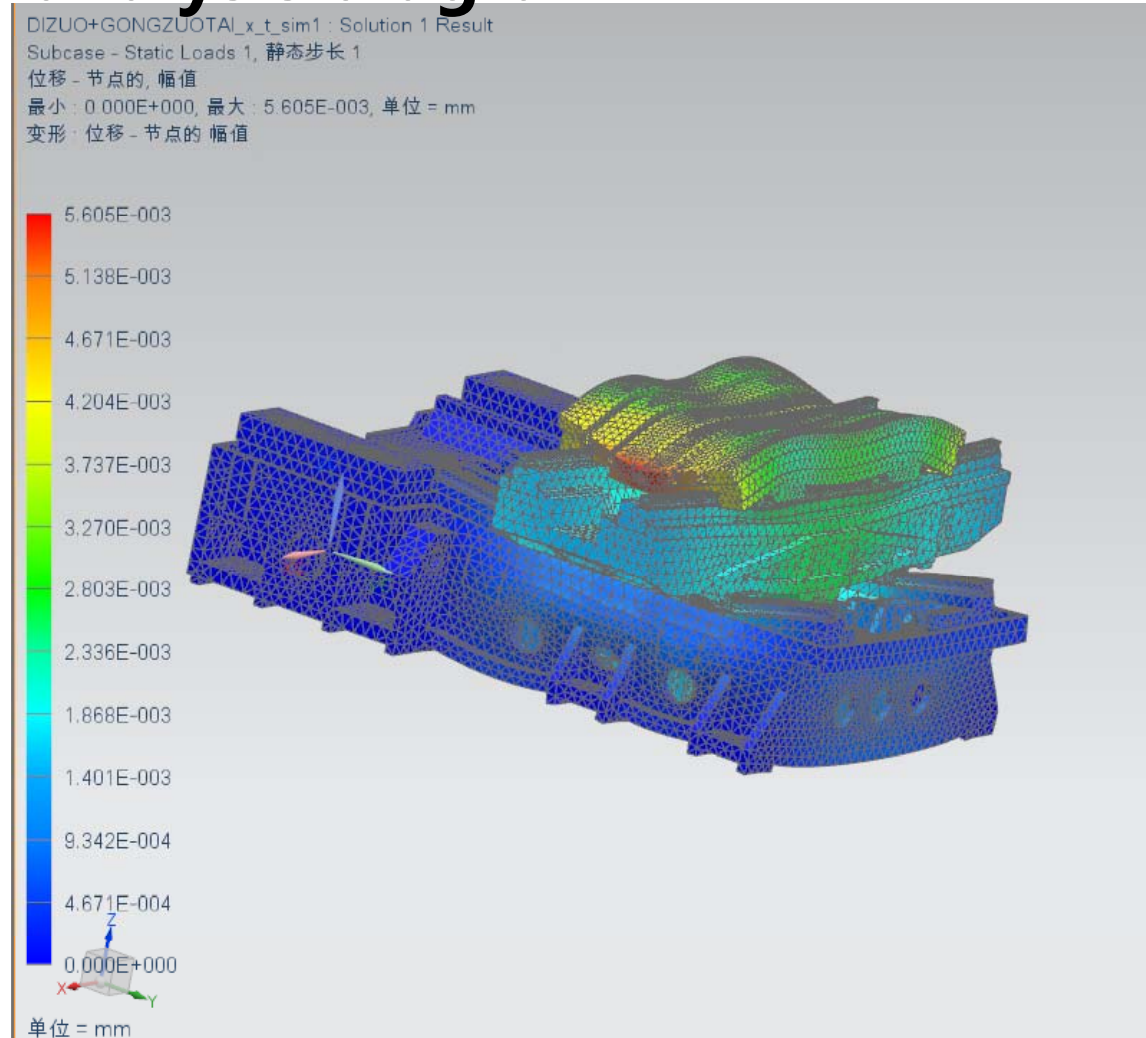 DIZUO+GONGZUOTAI_x_t_sim1 : Solution 1 Result
Subcase - Static Loads 1, 静态步长 1
位移 - 节点的, 幅值
最小 : 0.000E+000, 最大 : 5.605E-003, 单位 = mm
变形 : 位移 - 节点的 幅值
5.605E-003
5.138E-003
4.671E-003
4.204E-003
3.737E-003
3.270E-003
2.803E-003
2.336E-003
1.868E-003
1.401E-003
9.342E-004
4.671E-004
Z
0.000E+000
X
Y
单位 = mm